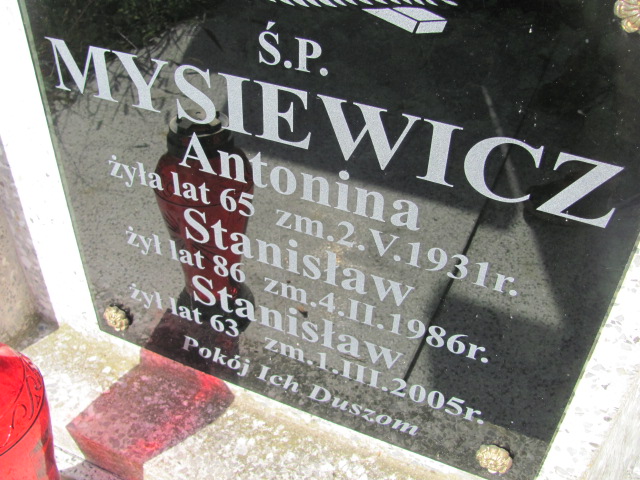 Ś.P.
MYSIEWICZ
Antonina
żyła lat 65 zm.2.V.1931r.
Stanisław
żył lat 86 zm.4.II.1986r.
Stanisław
żył lat 63 zm.1.III.2005r.
Pokój Ich Duszom